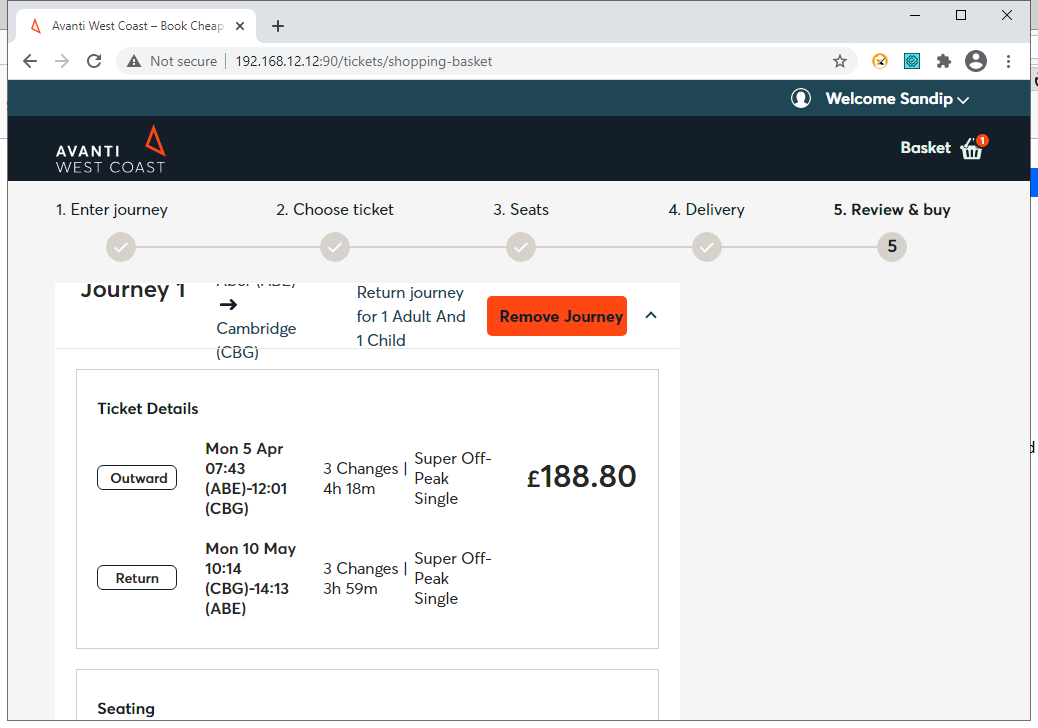 Avanti West Coast – Book Cheap
Not secure
192.168.12.12:90/tickets/shopping-basket
Welcome Sandip
AVANTI
WEST COAST
Basket
1
1. Enter journey
2. Choose ticket
3. Seats
4. Delivery
5. Review & buy
5
Journey 1
Aber (ABE)
Cambridge
(CBG)
Return journey
for 1 Adult And
1 Child
Remove Journey
Ticket Details
Outward
Mon 5 Apr
07:43
(ABE)-12:01
(CBG)
3 Changes |
4h 18m
Super Off-
Peak
Single
£188.80
Return
Mon 10 May
10:14
(CBG)-14:13
(ABE)
3 Changes |
3h 59m
Super Off-
Peak
Single
Seating
d